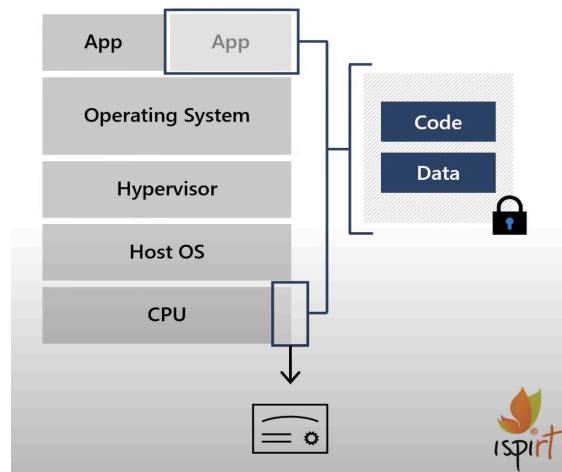 App
App
Operating System
Hypervisor
Host OS
CPU
Code
Data
ispirt